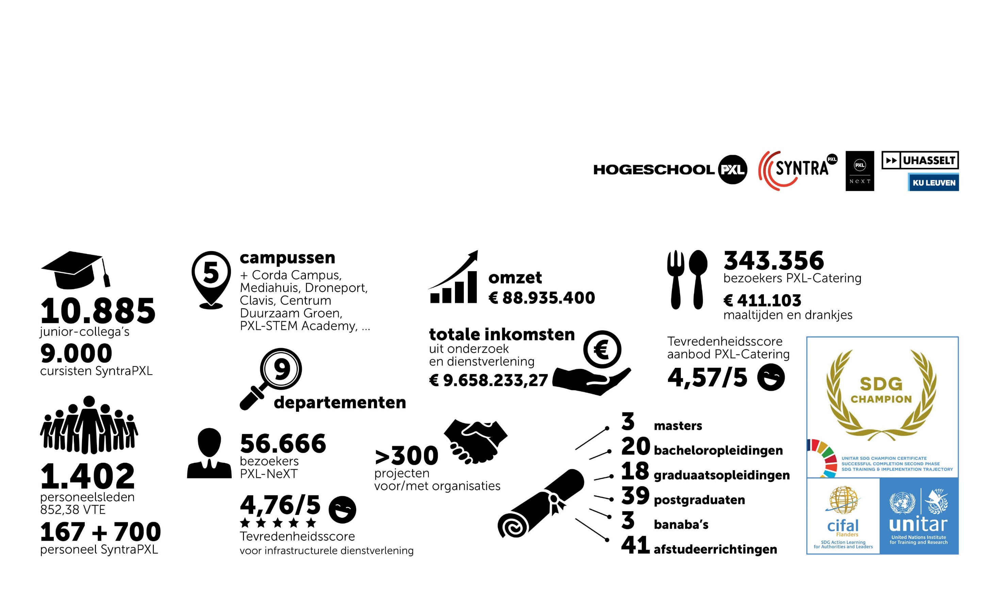 HOGESCHOOL PXL
SYNTRA PXL
PXL
NeXT
UHASSELT
KU LEUVEN
10.885
junior-collega's
9.000
cursisten SyntraPXL
1.402
personeelsleden
852,38 VTE
167 + 700
personeel SyntraPXL
5
campussen
+ Corda Campus,
Mediahuis, Droneport,
Clavis, Centrum
Duurzaam Groen,
PXL-STEM Academy, ...
9
departementen
56.666
bezoekers
PXL-NeXT
4,76/5
Tevredenheidsscore
voor infrastructurele dienstverlening
>300
projecten
voor/met organisaties
omzet
€ 88.935.400
totale inkomsten
uit onderzoek
en dienstverlening
€ 9.658.233,27
€
343.356
bezoekers PXL-Catering
€ 411.103
maaltijden en drankjes
Tevredenheidsscore
aanbod PXL-Catering
4,57/5
3 masters
20 bacheloropleidingen
18 graduaatsopleidingen
39 postgraduaten
3 banaba's
41 afstudeerrichtingen
SDG
CHAMPION
UNITAR SDG CHAMPION CERTIFICATE
SUCCESSFUL COMPLETION SECOND PHASE
SDG TRAINING & IMPLEMENTATION TRAJECTORY
cifal
Flanders
SDG Action Learning
for Authorities and Leaders
unitar
United Nations Institute
for Training and Research